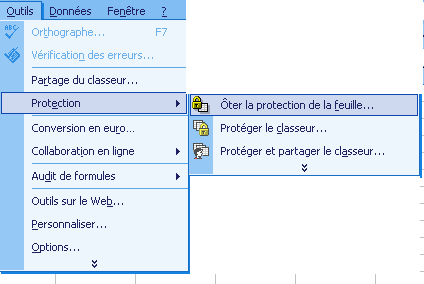 Outils Données Fenêtre ?
Orthographe... F7
Vérification des erreurs...
Partage du classeur...
Protection
Ôter la protection de la feuille...
Protéger le classeur...
Protéger et partager le classeur...
Conversion en euro...
Collaboration en ligne
Audit de formules
Outils sur le Web...
Personnaliser...
Options...